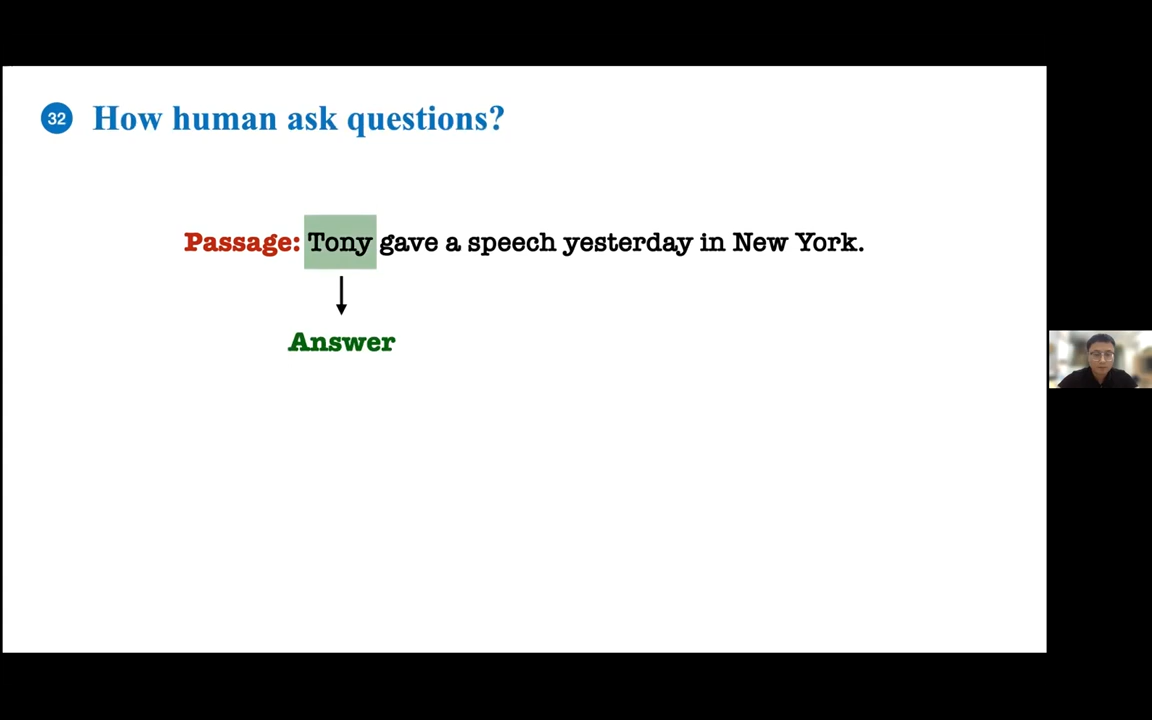 32 How human ask questions?
Passage: Tony gave a speech yesterday in New York.
Answer